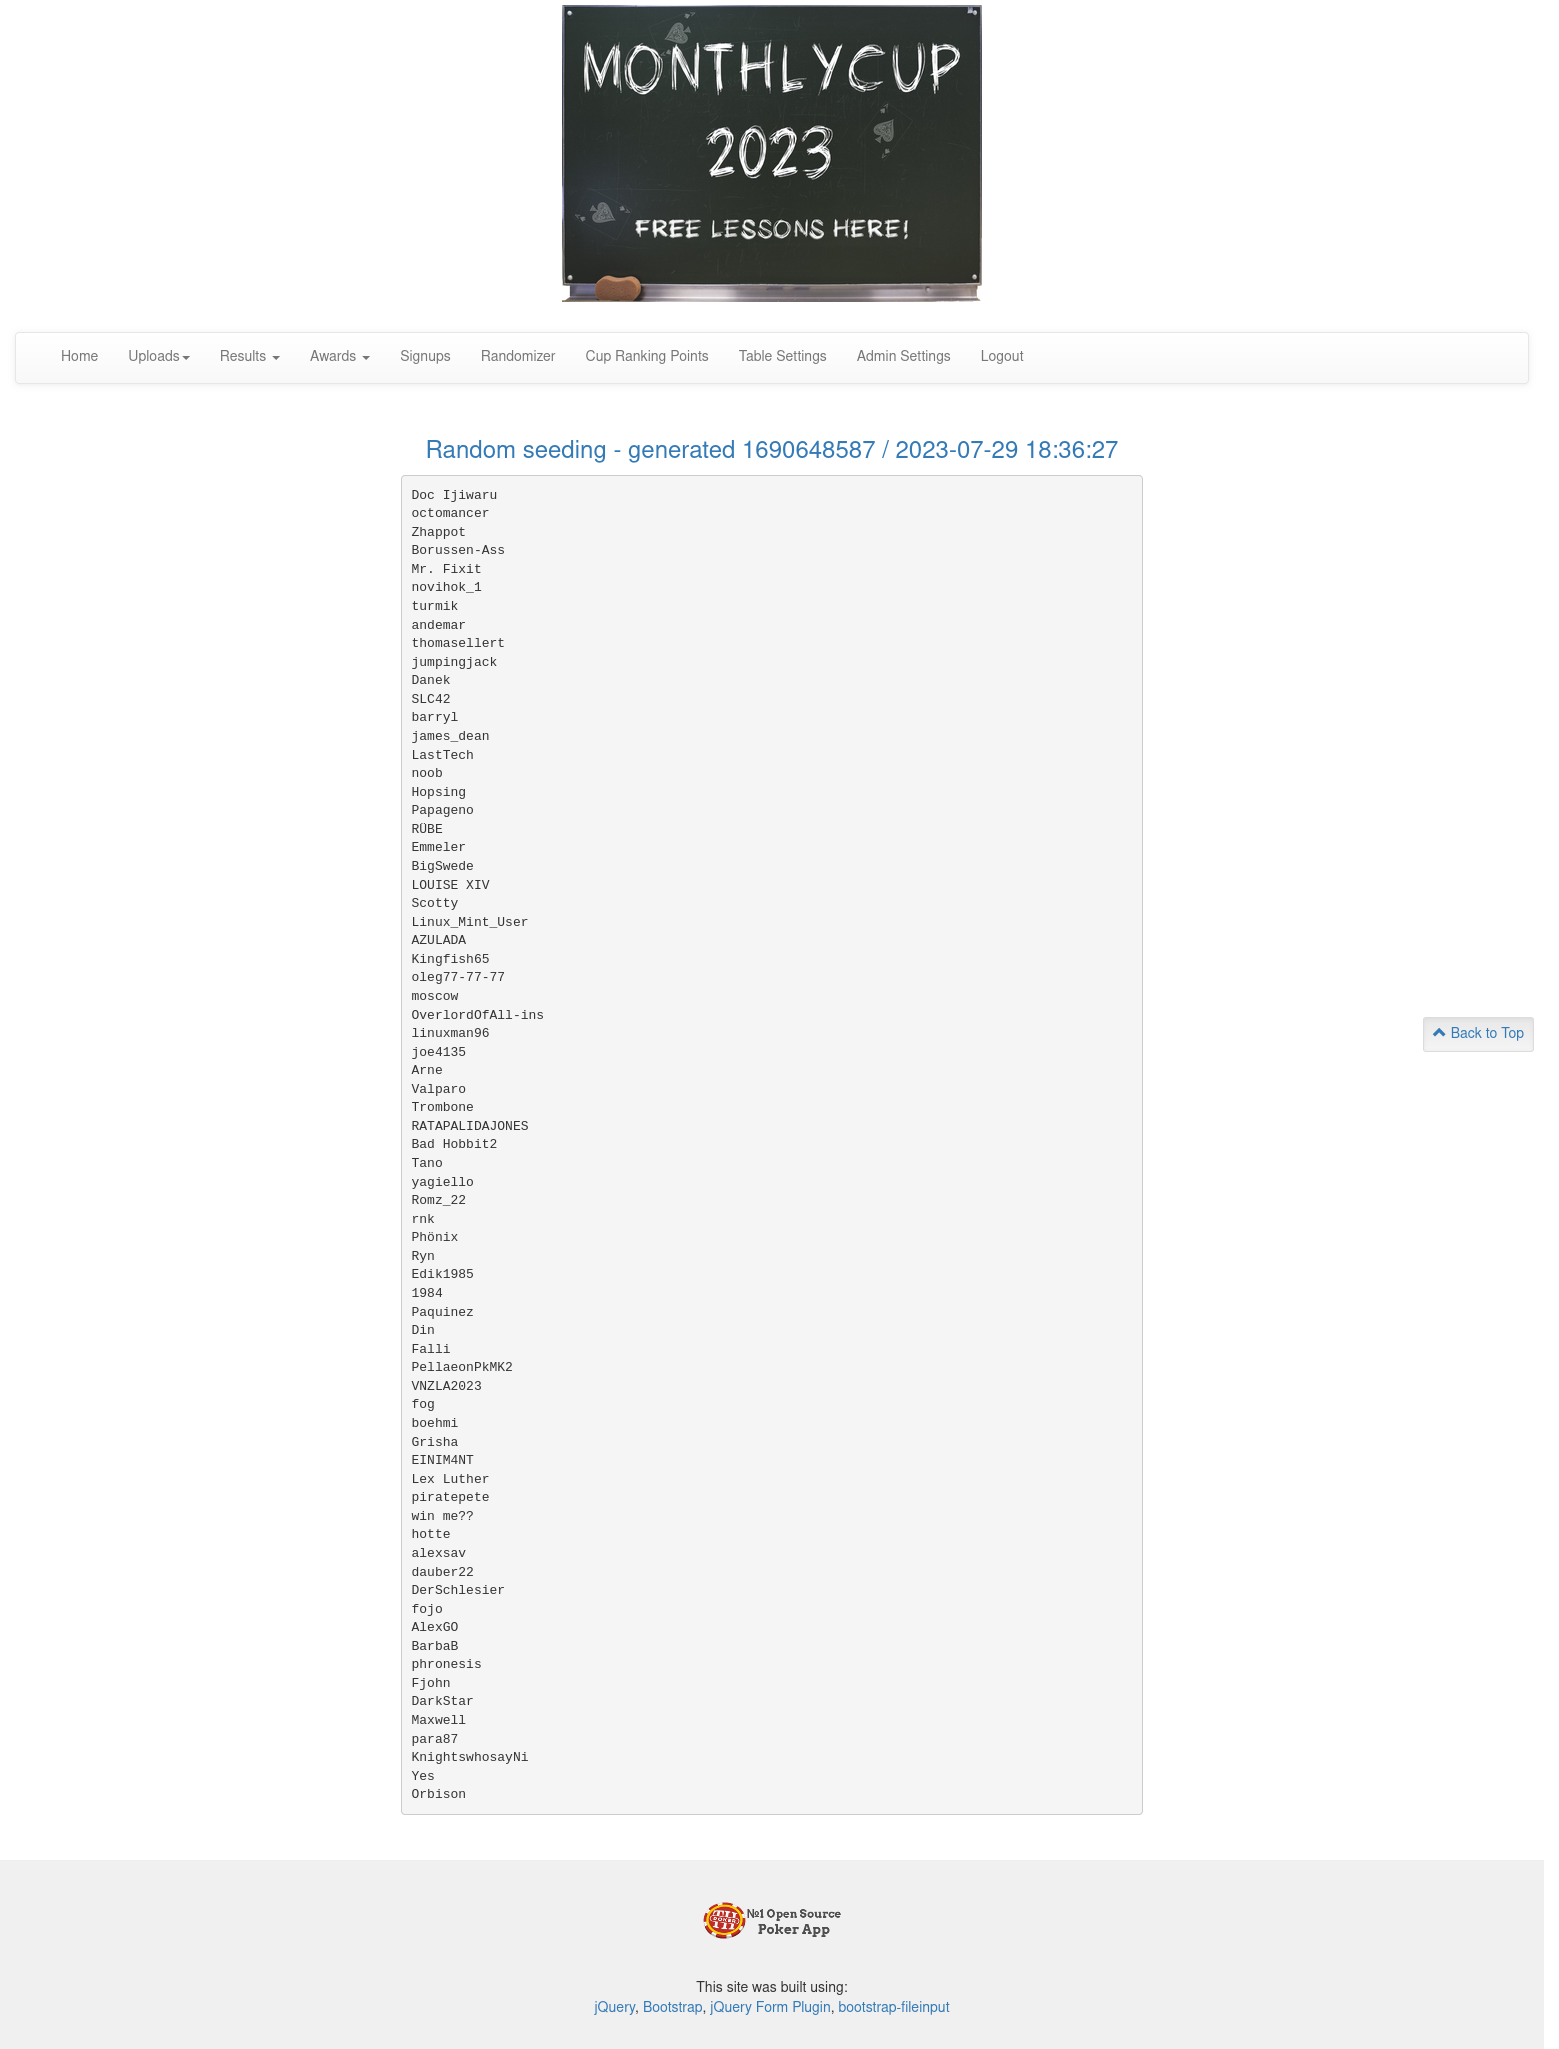 MONTHLYCUP
2023
FREE LESSONS HERE!
Home Uploads Results Awards Signups Randomizer Cup Ranking Points Table Settings Admin Settings Logout
Random seeding - generated 1690648587 / 2023-07-29 18:36:27
Doc Ijiwaru
octomancer
Zhappot
Borussen-Ass
Mr. Fixit
novihok_1
turmik
andemar
thomasellert
jumpingjack
Danek
SLC42
barryl
james_dean
LastTech
noob
Hopsing
Papageno
RÜBE
Emmeler
BigSwede
LOUISE XIV
Scotty
Linux_Mint_User
AZULADA
Kingfish65
oleg77-77-77
moscow
OverlordOfAll-ins
linuxman96
joe4135
Arne
Valparo
Trombone
RATAPALIDAJONES
Bad Hobbit2
Tano
yagiello
Romz_22
rnk
Phönix
Ryn
Edik1985
1984
Paquinez
Din
Falli
PellaeonPkMK2
VNZLA2023
fog
boehmi
Grisha
EINIM4NT
Lex Luther
piratepete
win me??
hotte
alexsav
dauber22
DerSchlesier
fojo
AlexGO
BarbaB
phronesis
Fjohn
DarkStar
Maxwell
para87
KnightswhosayNi
Yes
Orbison
Back to Top
№1 Open Source
Poker App
This site was built using:
jQuery, Bootstrap, jQuery Form Plugin, bootstrap-fileinput